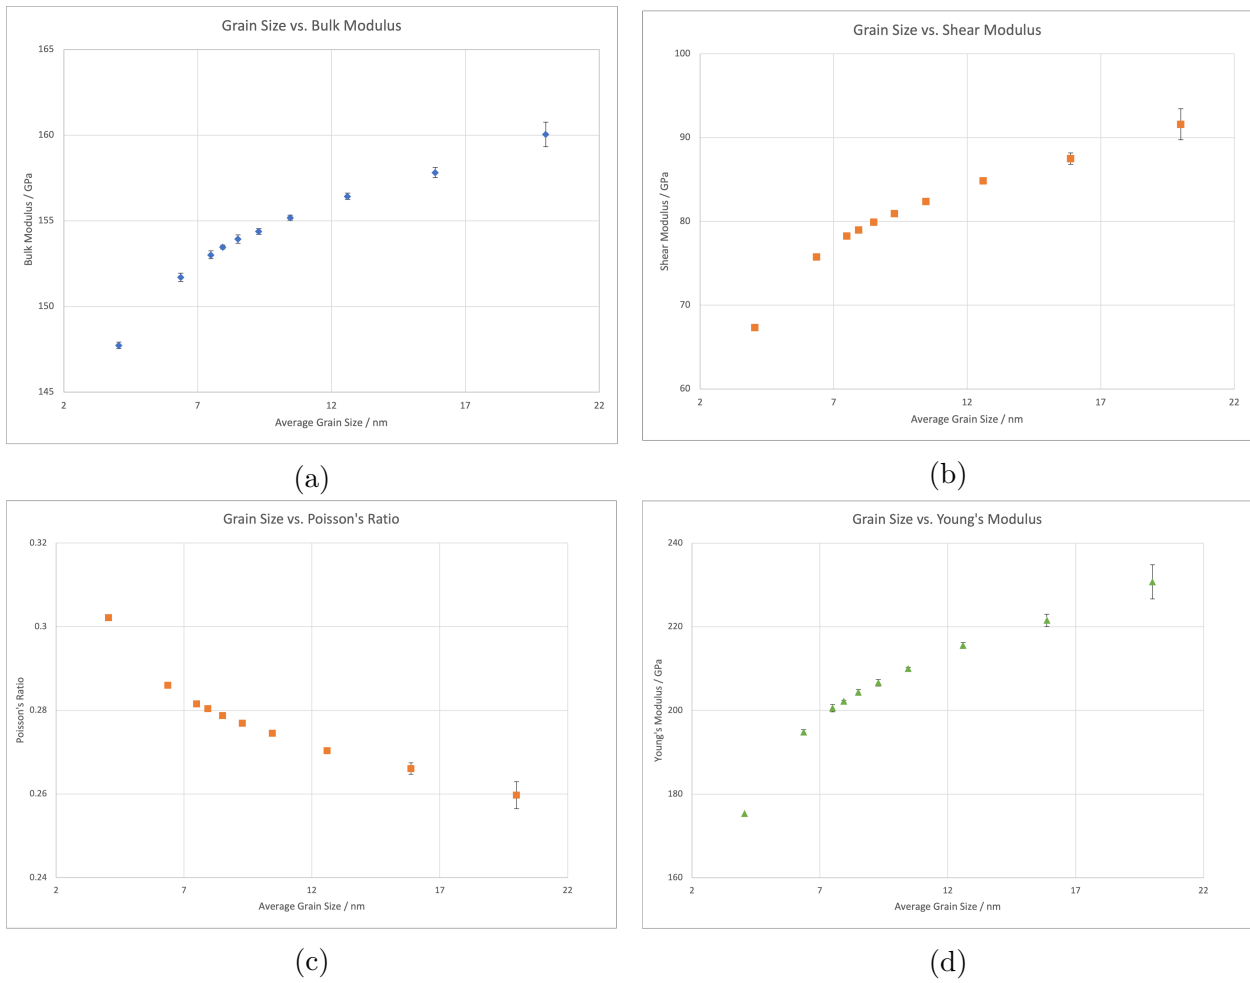 Grain Size vs. Bulk Modulus
165
160
155
150
145
Bulk Modulus / GPa
2 7 12 17 22
Average Grain Size / nm
(a)
Grain Size vs. Shear Modulus
100
90
80
70
60
Shear Modulus / GPa
2 7 12 17 22
Average Grain Size / nm
(b)
Grain Size vs. Poisson's Ratio
0.32
0.3
0.28
0.26
0.24
Poisson's Ratio
2 7 12 17 22
Average Grain Size / nm
(c)
Grain Size vs. Young's Modulus
240
220
200
180
160
Young's Modulus / GPa
2 7 12 17 22
Average Grain Size / nm
(d)